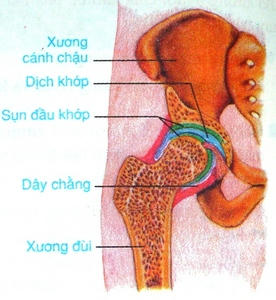 Xương
cánh chậu
Dịch khớp
Sụn đầu khớp
Dây chằng
Xương đùi